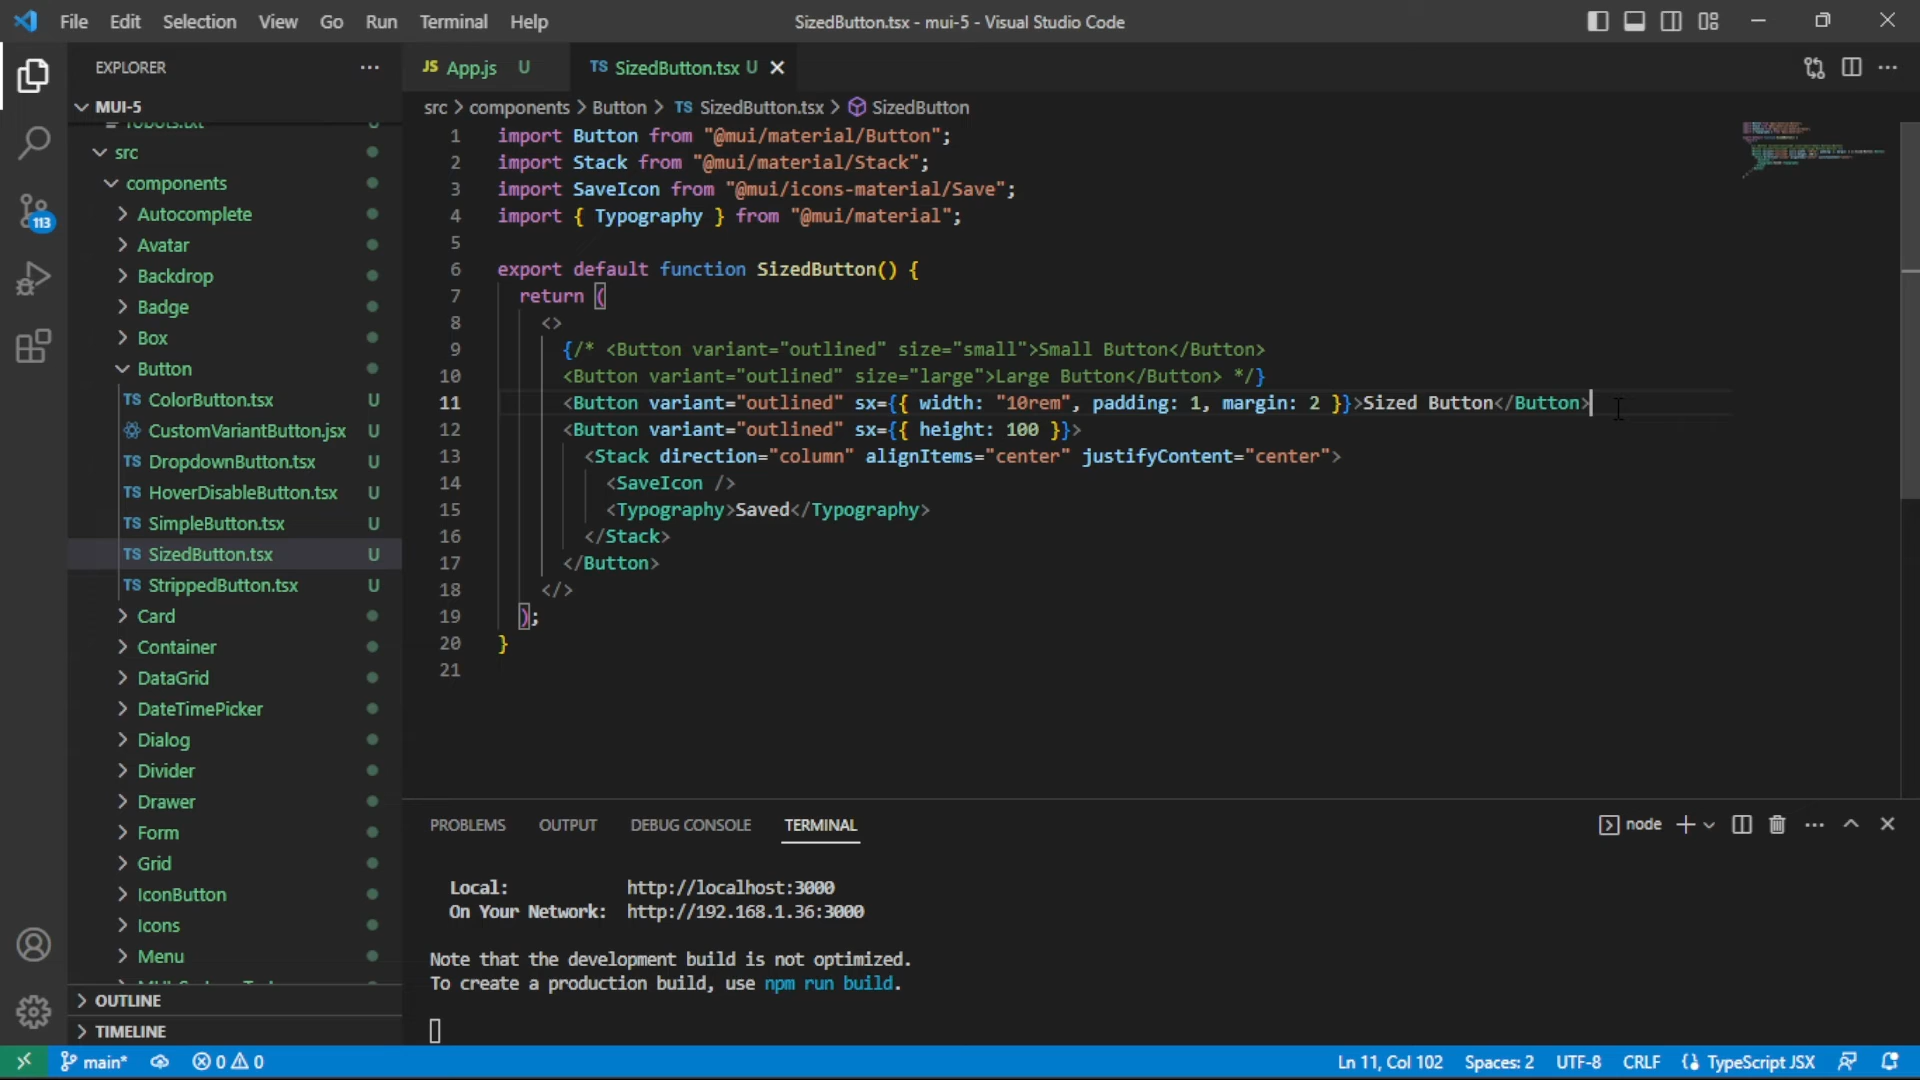 File Edit Selection View Go Run Terminal Help
SizedButton.tsx - mui-5 - Visual Studio Code
EXPLORER
MUI-5
src
components
Autocomplete
Avatar
Backdrop
Badge
Box
Button
TS ColorButton.tsx U
CustomVariantButton.jsx U
TS DropdownButton.tsx U
TS HoverDisableButton.tsx U
TS SimpleButton.tsx U
TS SizedButton.tsx U
TS StrippedButton.tsx U
Card
Container
DataGrid
DateTimePicker
Dialog
Divider
Drawer
Form
Grid
IconButton
Icons
Menu
OUTLINE
TIMELINE
113
JS App.js U
TS SizedButton.tsx U
src > components > Button > TS SizedButton.tsx > SizedButton
1 import Button from "@mui/material/Button";
2 import Stack from "@mui/material/Stack";
3 import SaveIcon from "@mui/icons-material/Save";
4 import { Typography } from "@mui/material";
5
6 export default function SizedButton() {
7 return (
8 <>
9 {/* <Button variant="outlined" size="small">Small Button</Button>
10 <Button variant="outlined" size="large">Large Button</Button> */}
11 <Button variant="outlined" sx={{ width: "10rem", padding: 1, margin: 2 }}>Sized Button</Button>
12 <Button variant="outlined" sx={{ height: 100 }}>
13 <Stack direction="column" alignItems="center" justifyContent="center">
14 <SaveIcon />
15 <Typography>Saved</Typography>
16 </Stack>
17 </Button>
18 </>
19 );
20 }
21
PROBLEMS OUTPUT DEBUG CONSOLE TERMINAL
node
Local: http://localhost:3000
On Your Network: http://192.168.1.36:3000
Note that the development build is not optimized.
To create a production build, use npm run build.
main* 0 0
Ln 11, Col 102 Spaces: 2 UTF-8 CRLF TypeScript JSX